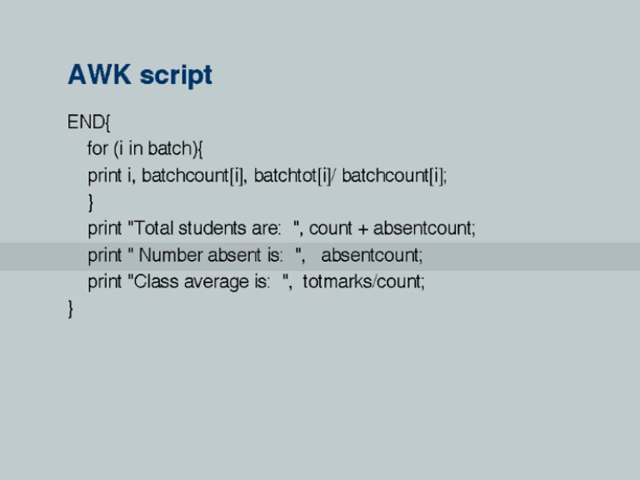 AWK script
END{
for (i in batch){
print i, batchcount[i], batchtot[i]/ batchcount[i];
}
print "Total students are:  ", count + absentcount;
print " Number absent is:  ",   absentcount;
print "Class average is:  ",  totmarks/count;
}